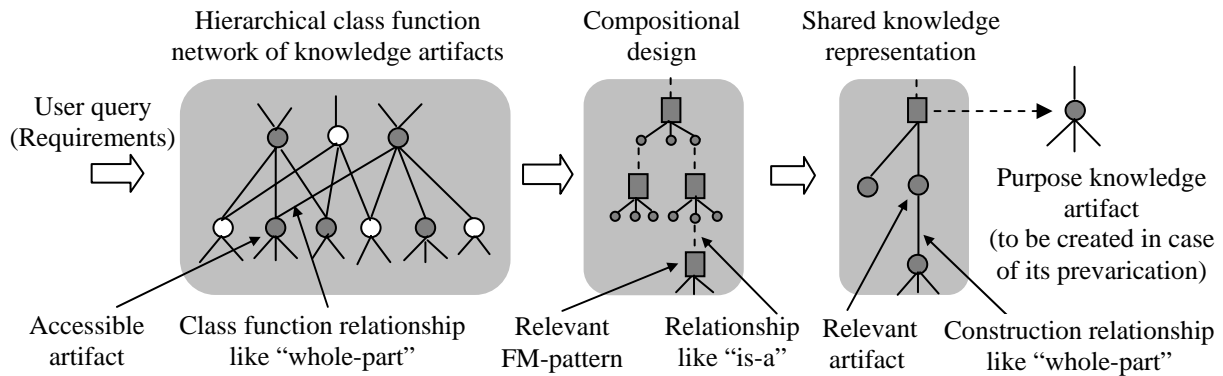 Hierarchical class function
network of knowledge artifacts
Compositional
design
Shared knowledge
representation
User query
(Requirements)
Purpose knowledge
artifact
(to be created in case
of its prevarication)
Accessible
artifact
Class function relationship
like “whole-part”
Relevant
FM-pattern
Relationship
like “is-a”
Relevant
artifact
Construction relationship
like “whole-part”